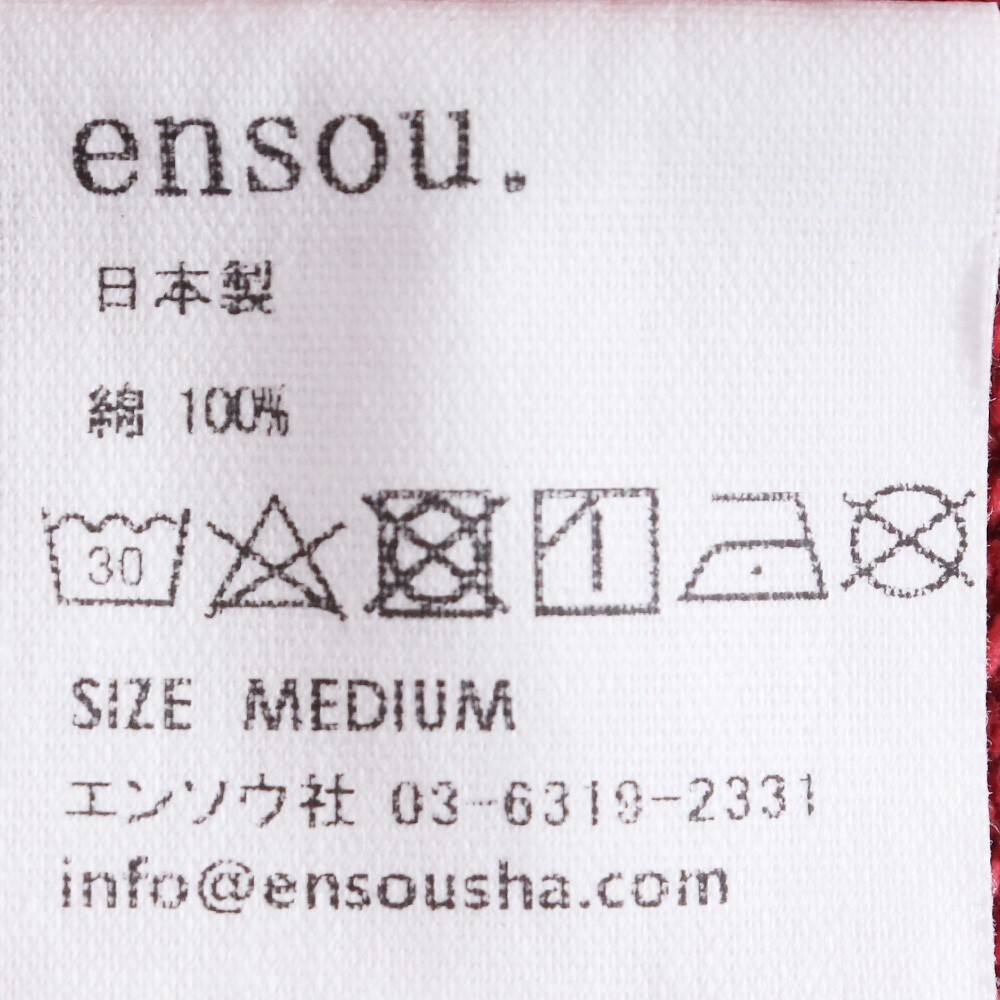 ensou.
日本製
綿 100%
30
SIZE MEDIUM
エンソウ社 03-6319-2331
info@ensousha.com